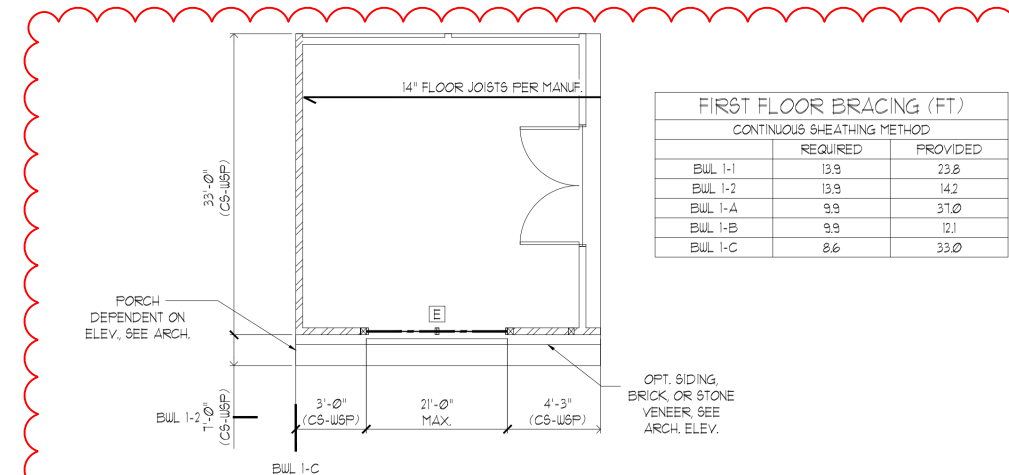 14" FLOOR JOISTS PER MANUF.
33'-0"
(CS-WSP)
PORCH
DEPENDENT ON
ELEV., SEE ARCH.
E
OPT. SIDING,
BRICK, OR STONE
VENEER, SEE
ARCH. ELEV.
3'-0"
(CS-WSP)
21'-0"
MAX.
4'-3"
(CS-WSP)
BWL 1-2
7'-0"
(CS-WSP)
BWL 1-C
FIRST FLOOR BRACING (FT)
CONTINUOUS SHEATHING METHOD
REQUIRED PROVIDED
BWL 1-1 13.9 23.8
BWL 1-2 13.9 14.2
BWL 1-A 9.9 37.0
BWL 1-B 9.9 12.1
BWL 1-C 8.6 33.0